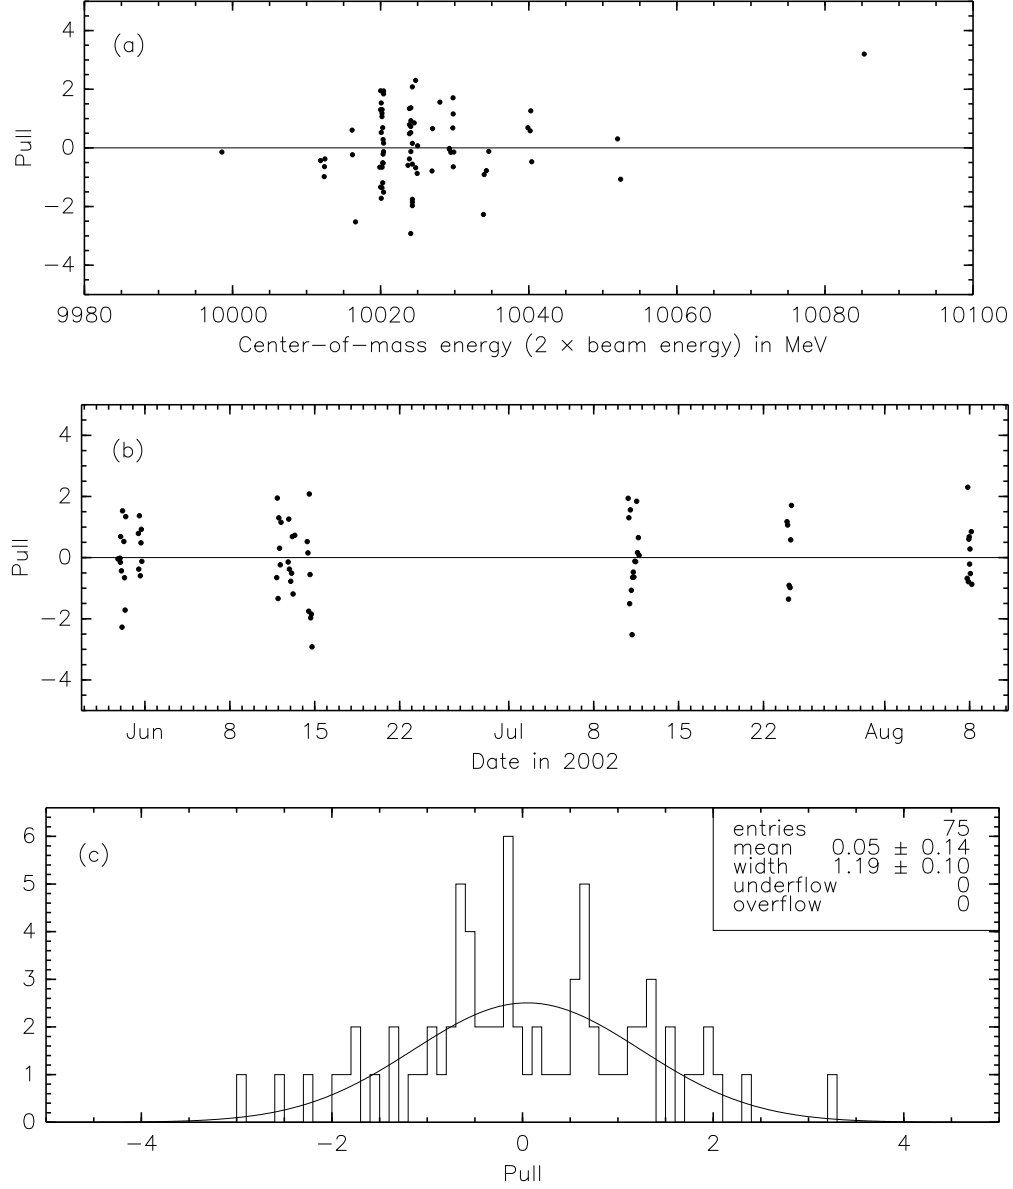 4
(a)
2
Pull
0
−2
−4
9980 10000 10020 10040 10060 10080 10100
Center−of−mass energy (2 × beam energy) in MeV
4
(b)
2
Pull
0
−2
−4
Jun 8 15 22 Jul 8 15 22 Aug 8
Date in 2002
6
(c)
5
4
3
2
1
0
entries 75
mean 0.05 ± 0.14
width 1.19 ± 0.10
underflow 0
overflow 0
−4 −2 0 2 4
Pull